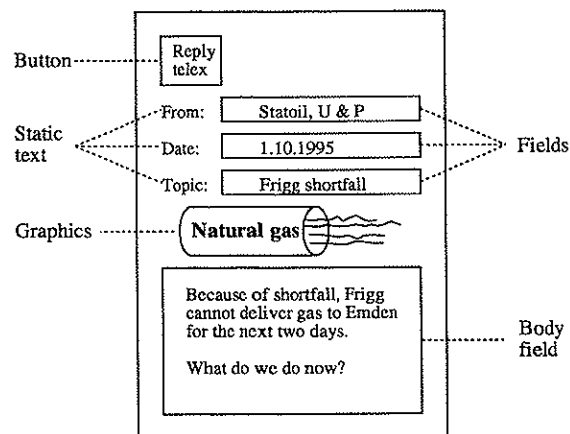 Button
Reply
telex
Static
text
From:
Statoil, U & P
Date:
1.10.1995
Topic:
Frigg shortfall
Fields
Graphics
Natural gas
Because of shortfall, Frigg
cannot deliver gas to Emden
for the next two days.
What do we do now?
Body
field